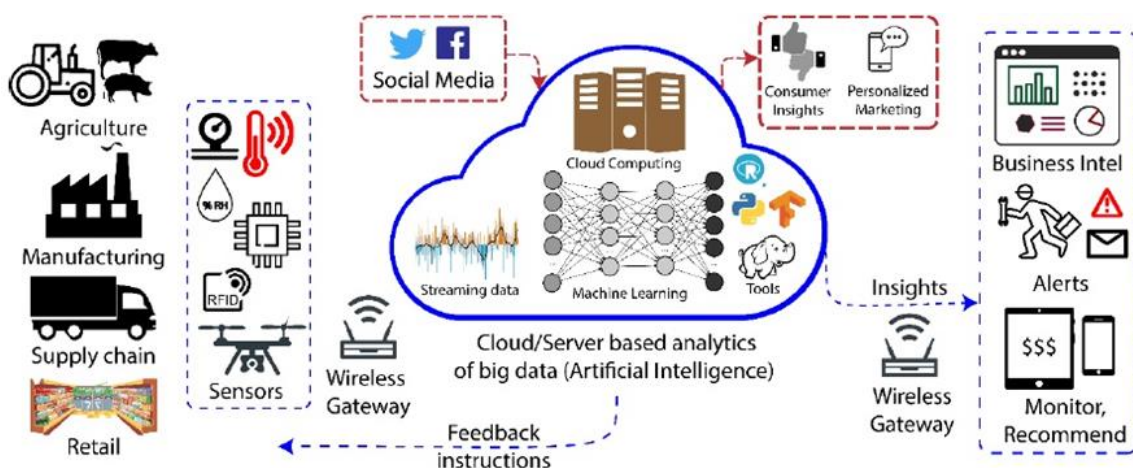 Agriculture
Manufacturing
Supply chain
Retail
% RH
RFID
Sensors
Wireless
Gateway
Social Media
Cloud Computing
Streaming data
Machine Learning
R
Tools
Cloud/Server based analytics
of big data (Artificial Intelligence)
Feedback
instructions
Consumer
Insights
Personalized
Marketing
Insights
Wireless
Gateway
Business Intel
Alerts
$$$
Monitor,
Recommend